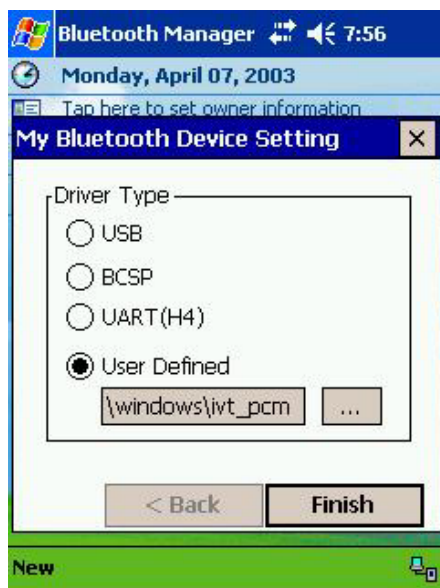 Bluetooth Manager 7:56
Monday, April 07, 2003
Tap here to set owner information
My Bluetooth Device Setting
Driver Type
USB
BCSP
UART(H4)
User Defined
\windows\ivt_pcm ...
< Back Finish
New